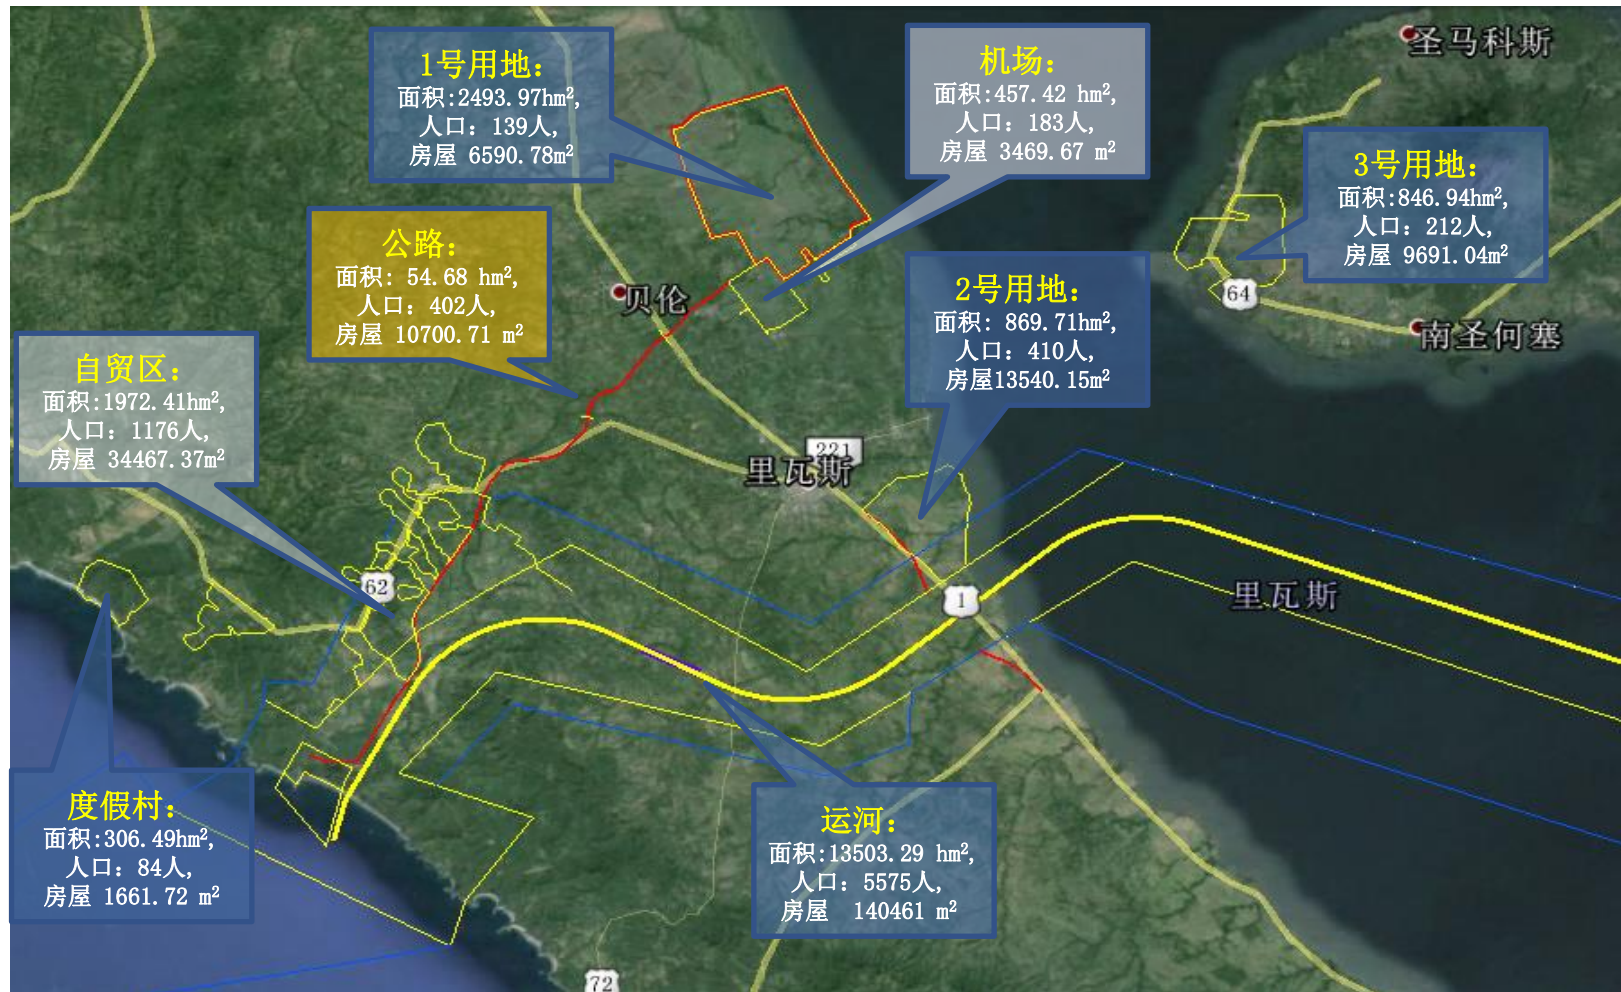 1号用地：
面积:2493.97hm²,
人口：139人,
房屋 6590.78m²
机场：
面积:457.42 hm²,
人口：183人,
房屋 3469.67 m²
圣马科斯
3号用地：
面积:846.94hm²,
人口：212人,
房屋 9691.04m²
64
南圣何塞
公路：
面积：54.68 hm²,
人口：402人,
房屋 10700.71 m²
贝伦
2号用地：
面积：869.71hm²,
人口：410人,
房屋13540.15m²
自贸区：
面积:1972.41hm²,
人口：1176人,
房屋 34467.37m²
221
里瓦斯
62
1
里瓦斯
度假村：
面积:306.49hm²,
人口：84人,
房屋 1661.72 m²
运河：
面积:13503.29 hm²,
人口：5575人,
房屋 140461 m²
72